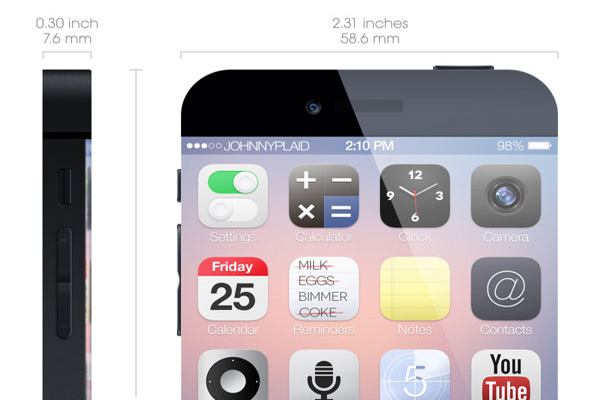 0.30 inch
7.6 mm
2.31 inches
58.6 mm
JOHNNYPLAID 2:10 PM 98%
12
9 3
6
Settings Calculator Clock Camera
Friday
25
MILK
EGGS
BIMMER
COKE
@
Calendar Reminders Notes Contacts
5
You
Tube